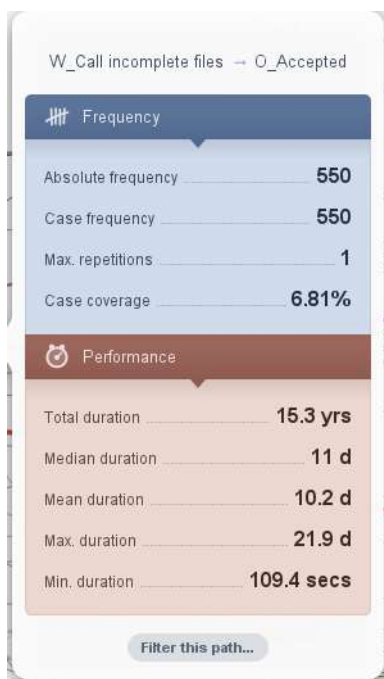 W_Call incomplete files → O_Accepted
Frequency
Absolute frequency 550
Case frequency 550
Max. repetitions 1
Case coverage 6.81%
Performance
Total duration 15.3 yrs
Median duration 11 d
Mean duration 10.2 d
Max. duration 21.9 d
Min. duration 109.4 secs
Filter this path...